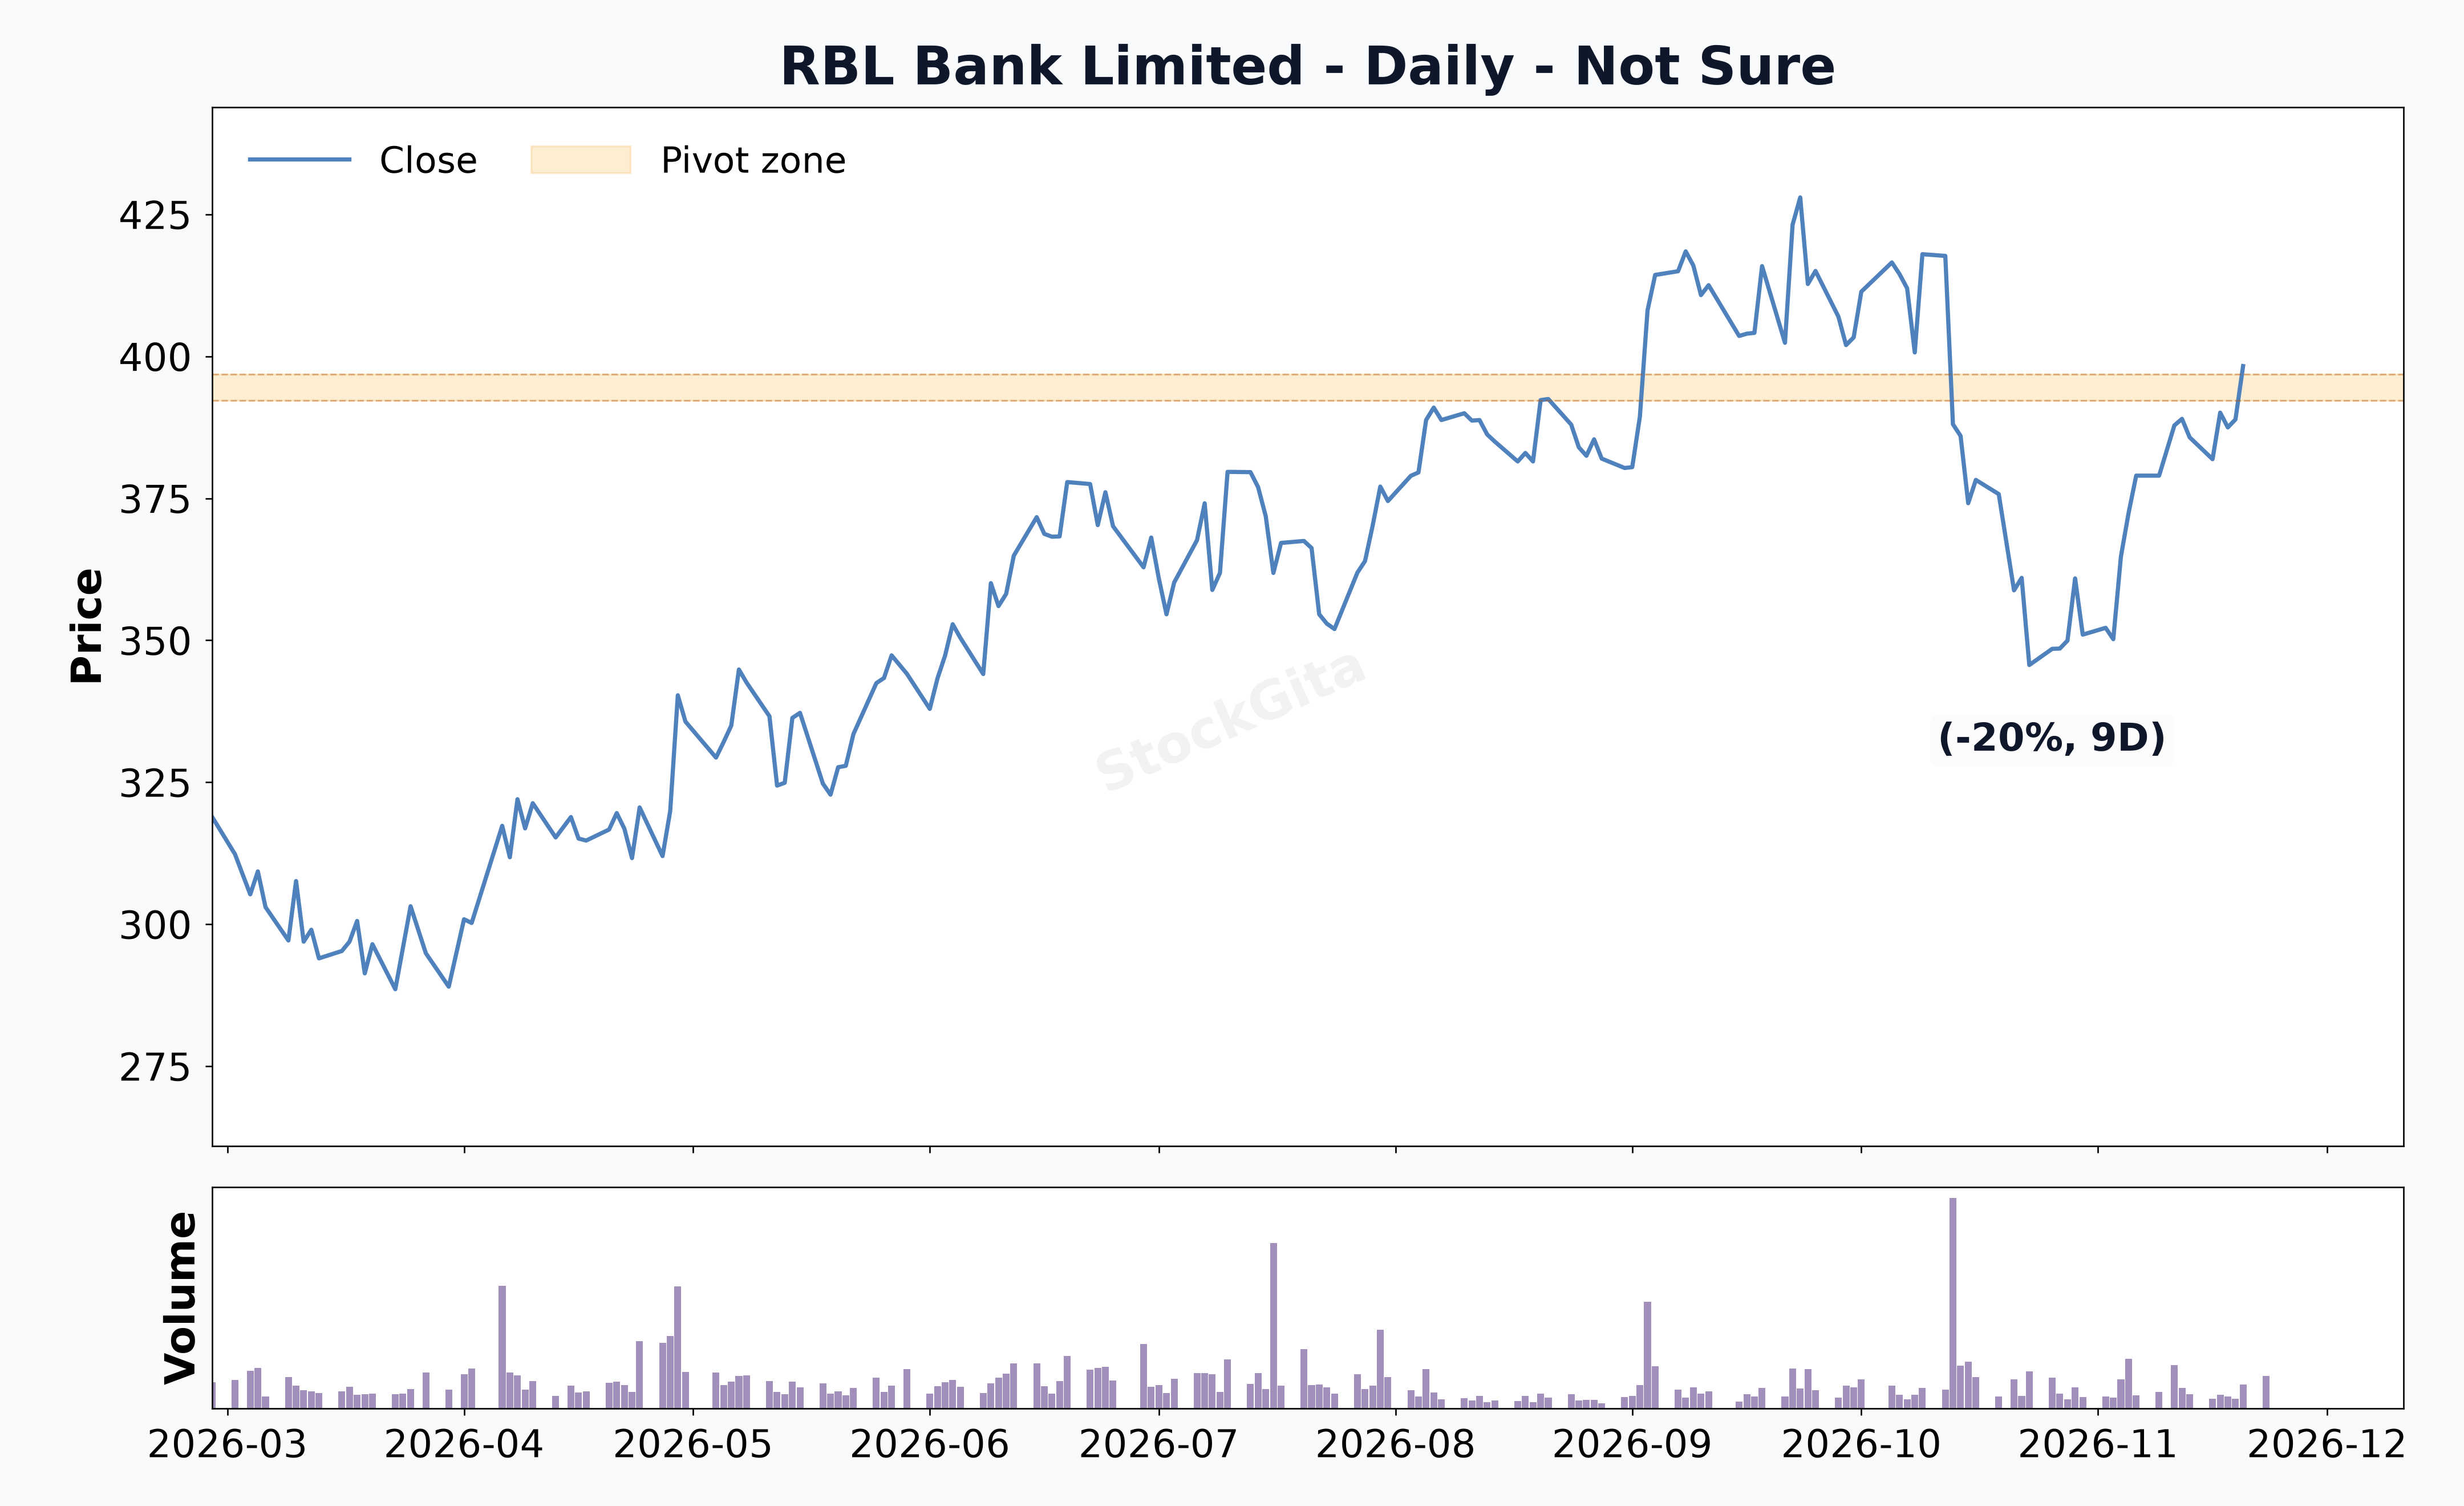 RBL Bank Limited - Daily - Not Sure
Close Pivot zone
425
400
375
350
325
300
275
Price
StockGita
(-20%, 9D)
Volume
2026-03 2026-04 2026-05 2026-06 2026-07 2026-08 2026-09 2026-10 2026-11 2026-12